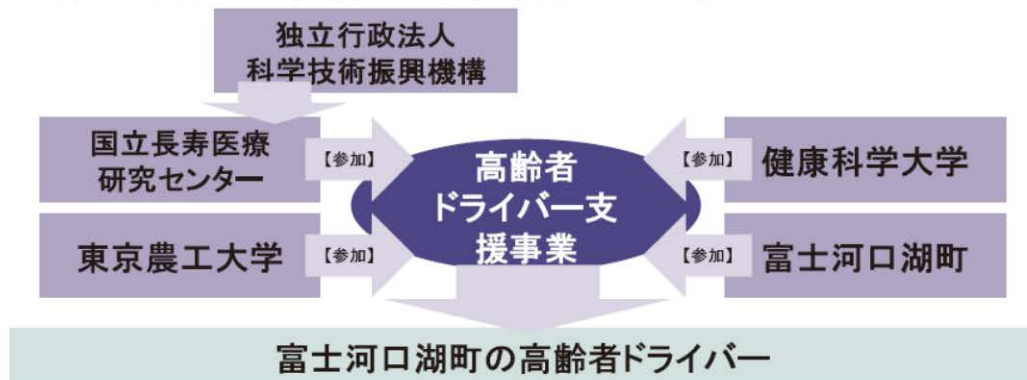 独立行政法人
科学技術振興機構
国立長寿医療
研究センター
【参加】
高齢者
ドライバー支
援事業
【参加】
健康科学大学
東京農工大学
【参加】
【参加】
富士河口湖町
富士河口湖町の高齢者ドライバー